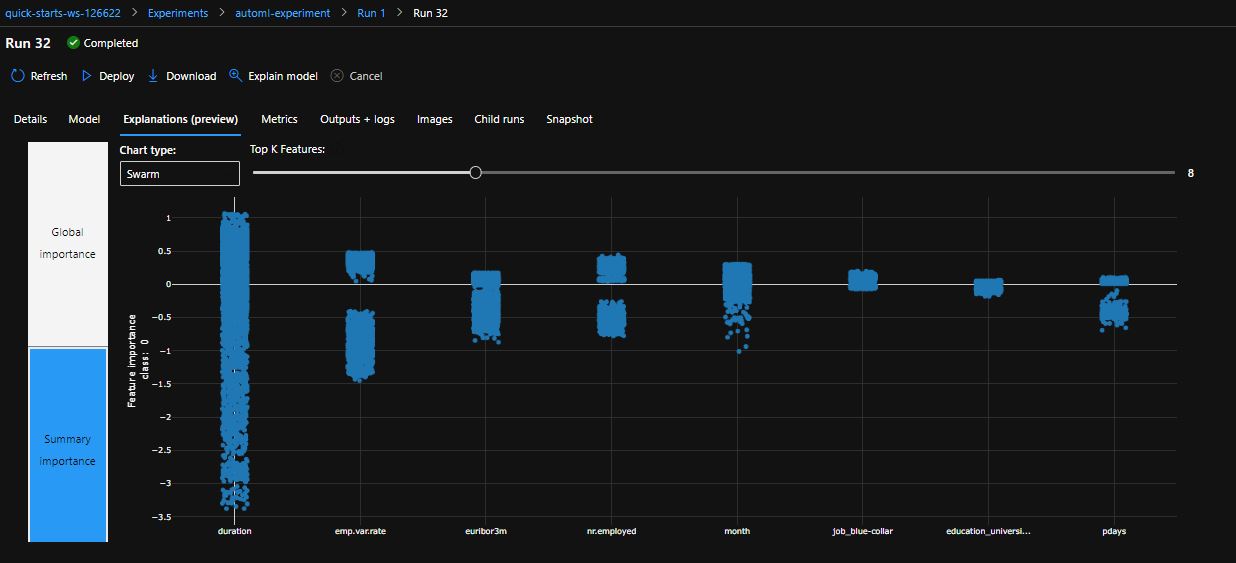 quick-starts-ws-126622 > Experiments > automl-experiment > Run 1 > Run 32
Run 32 Completed
Refresh Deploy Download Explain model Cancel
Details Model Explanations (preview) Metrics Outputs + logs Images Child runs Snapshot
Global
importance
Summary
importance
Chart type:
Swarm
Top K Features:
8
Feature importance
class: 0
1
0.5
0
−0.5
−1
−1.5
−2
−2.5
−3
−3.5
duration emp.var.rate euribor3m nr.employed month job_blue-collar education_universi... pdays